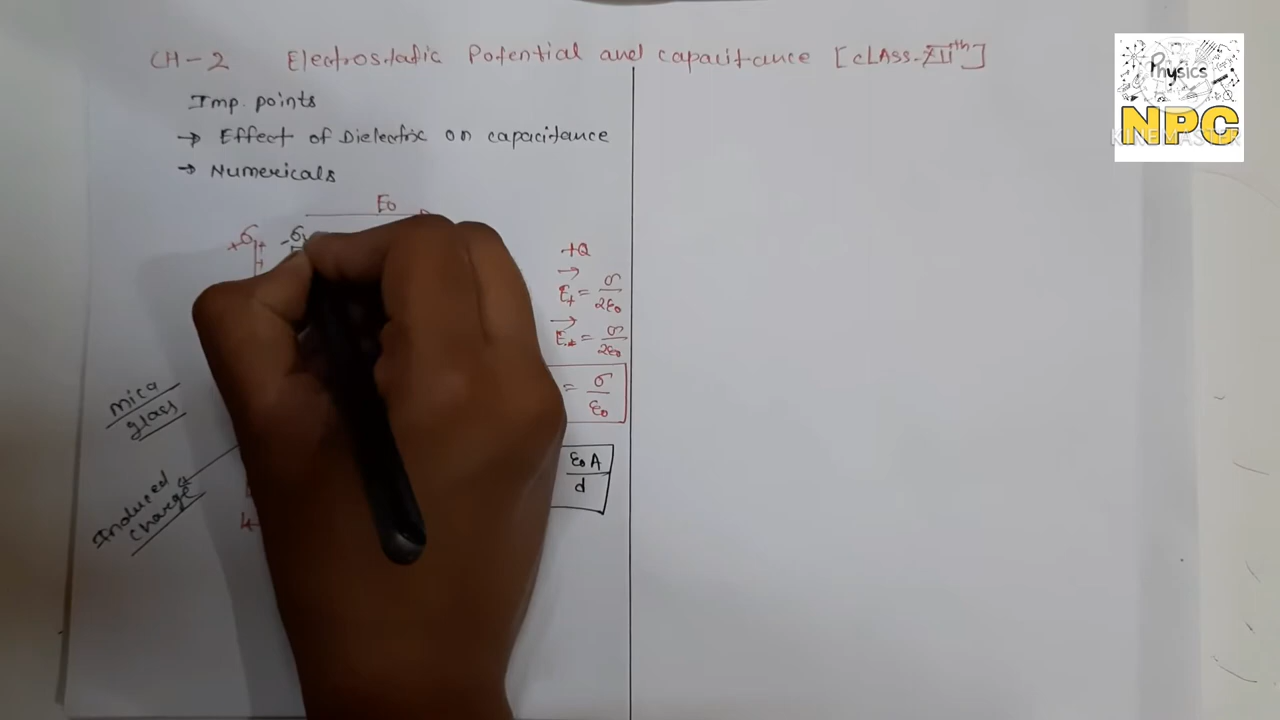 CH-2 Electrostatic Potential and capacitance [CLASS-XIIth]
Imp. points
→ Effect of Dielectric on capacitance
→ Numericals
E₀
+σ -σ
+Q
E₊ = σ/2ε₀
= σ/2ε₀
= σ/ε₀
ε₀A/d
mica
glass
Induced
charge
Physics
NPC
KINEMASTER